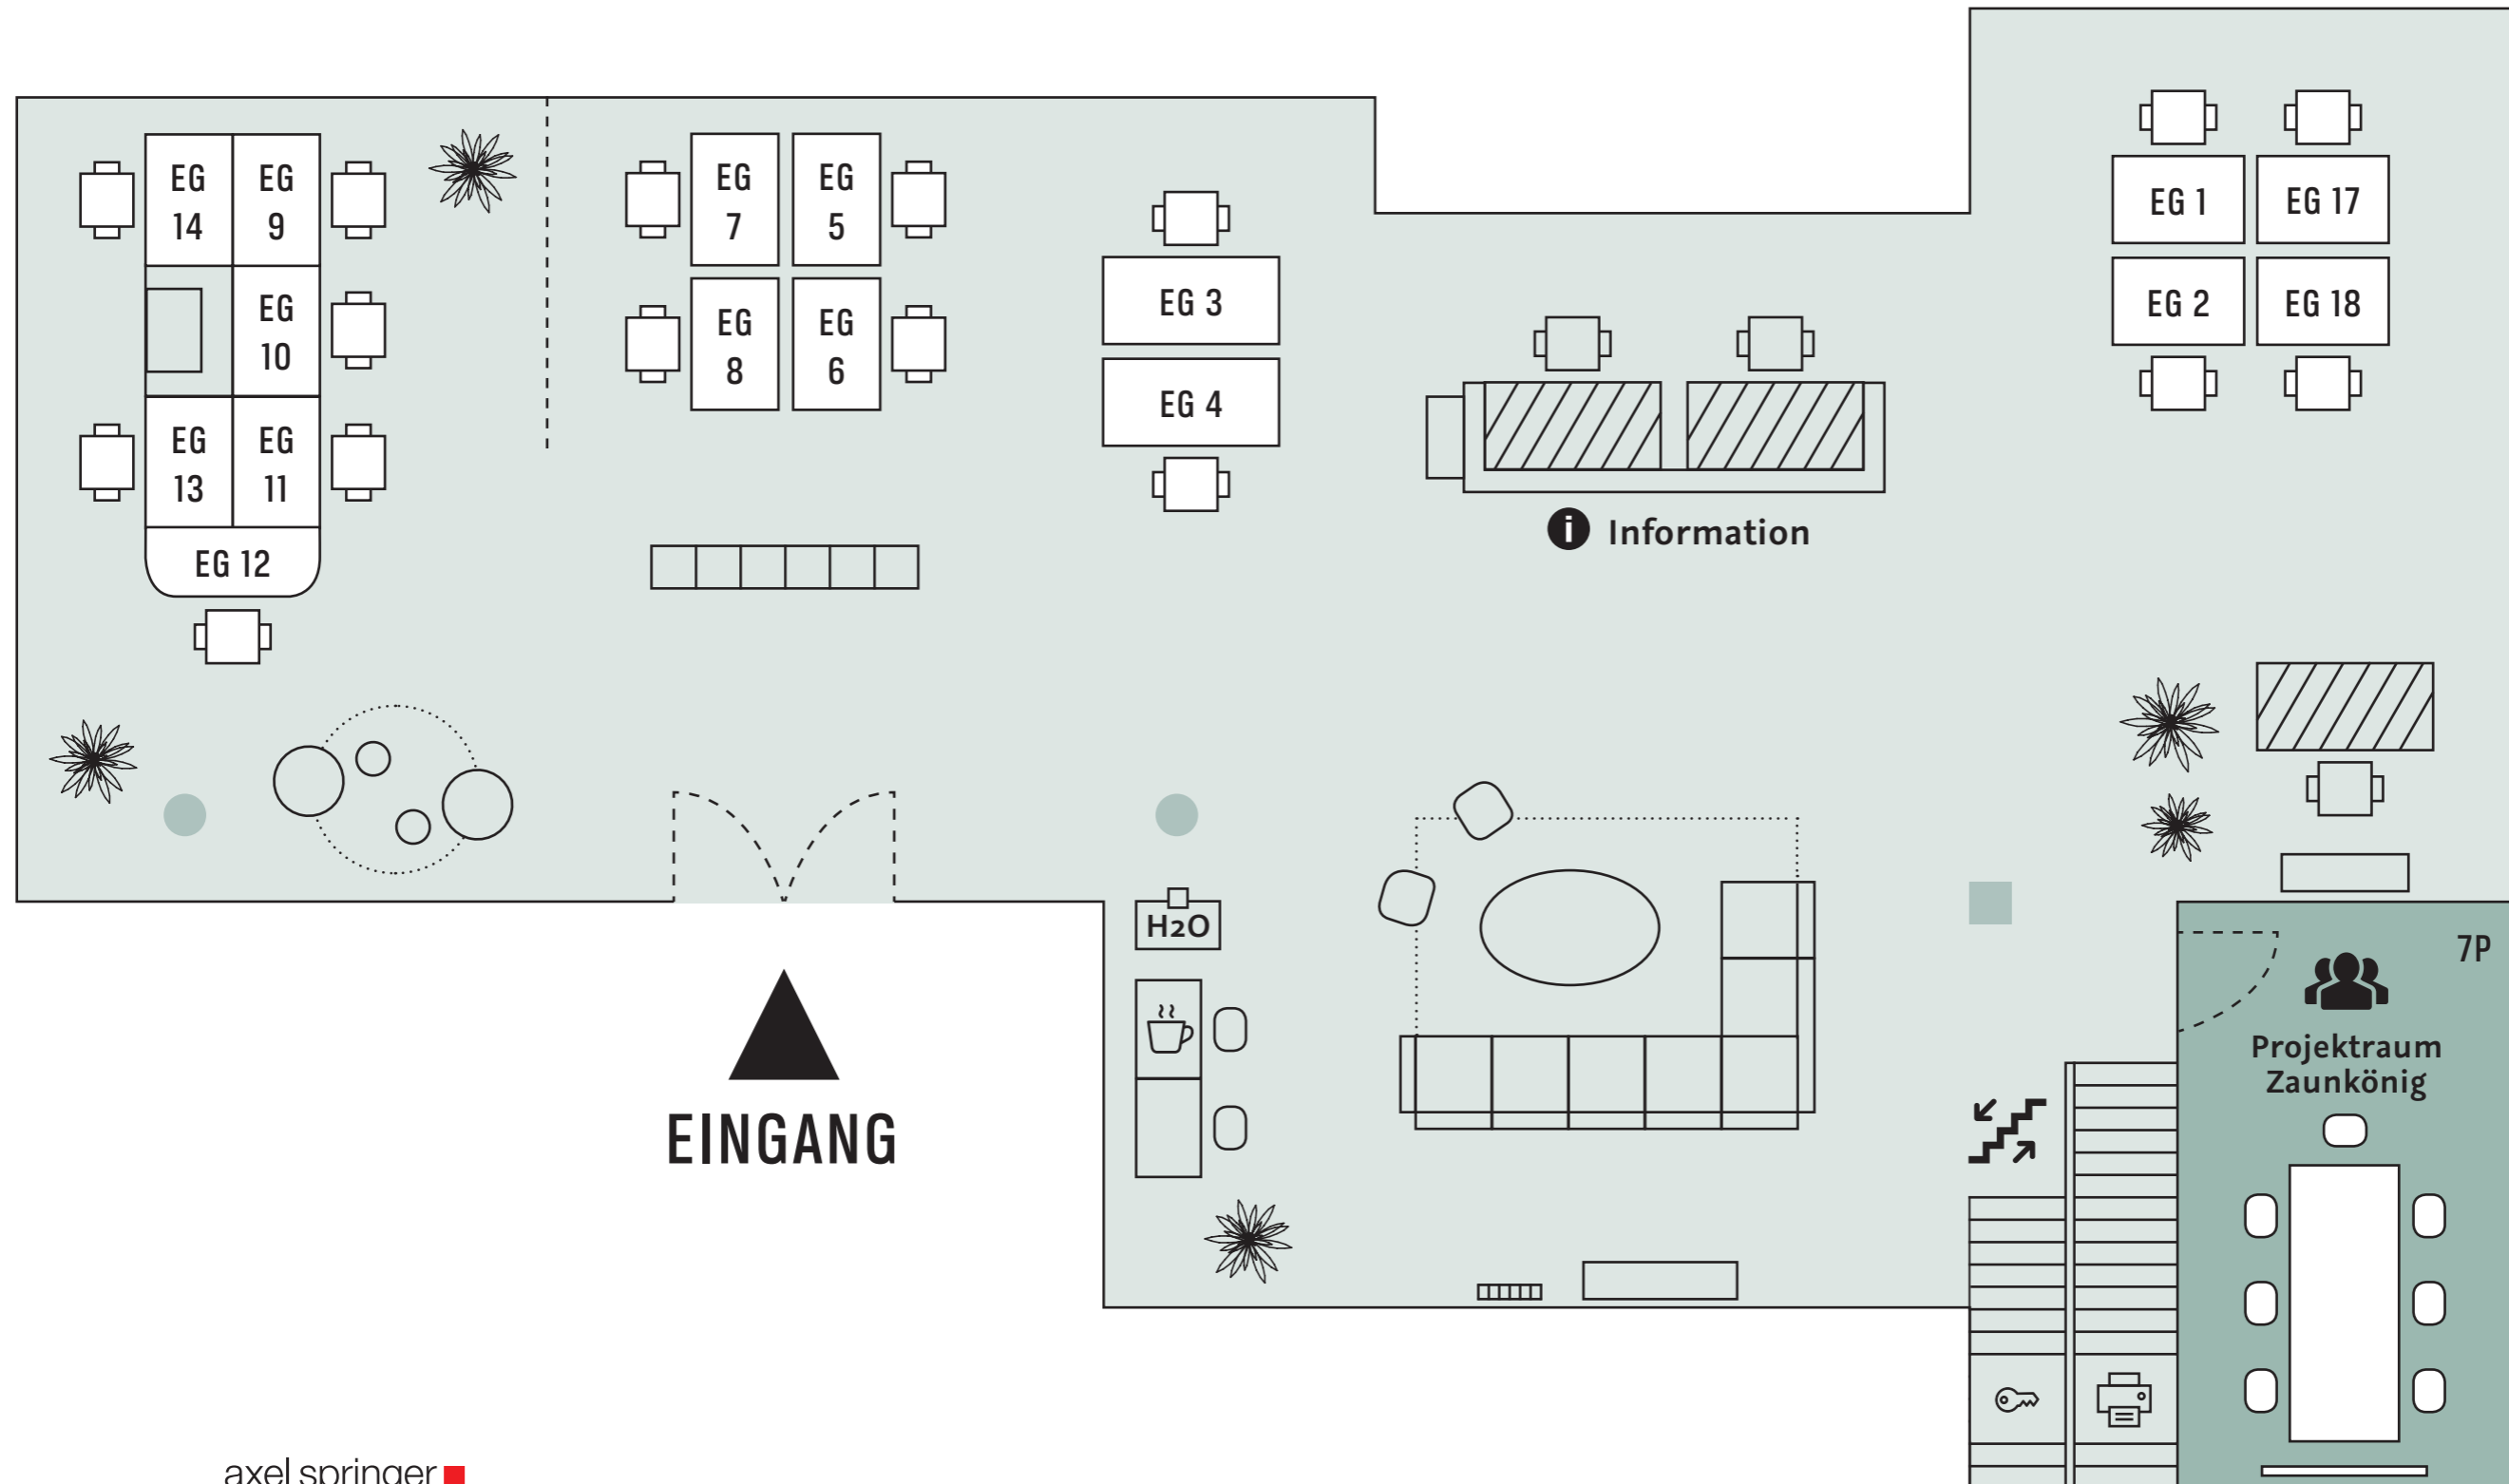 EG
14
EG
9
EG
10
EG
13
EG
11
EG 12
EG
7
EG
5
EG
8
EG
6
EG 3
EG 4
i Information
EG 1
EG 17
EG 2
EG 18
H2O
EINGANG
7P
Projektraum
Zaunkönig
axel springer